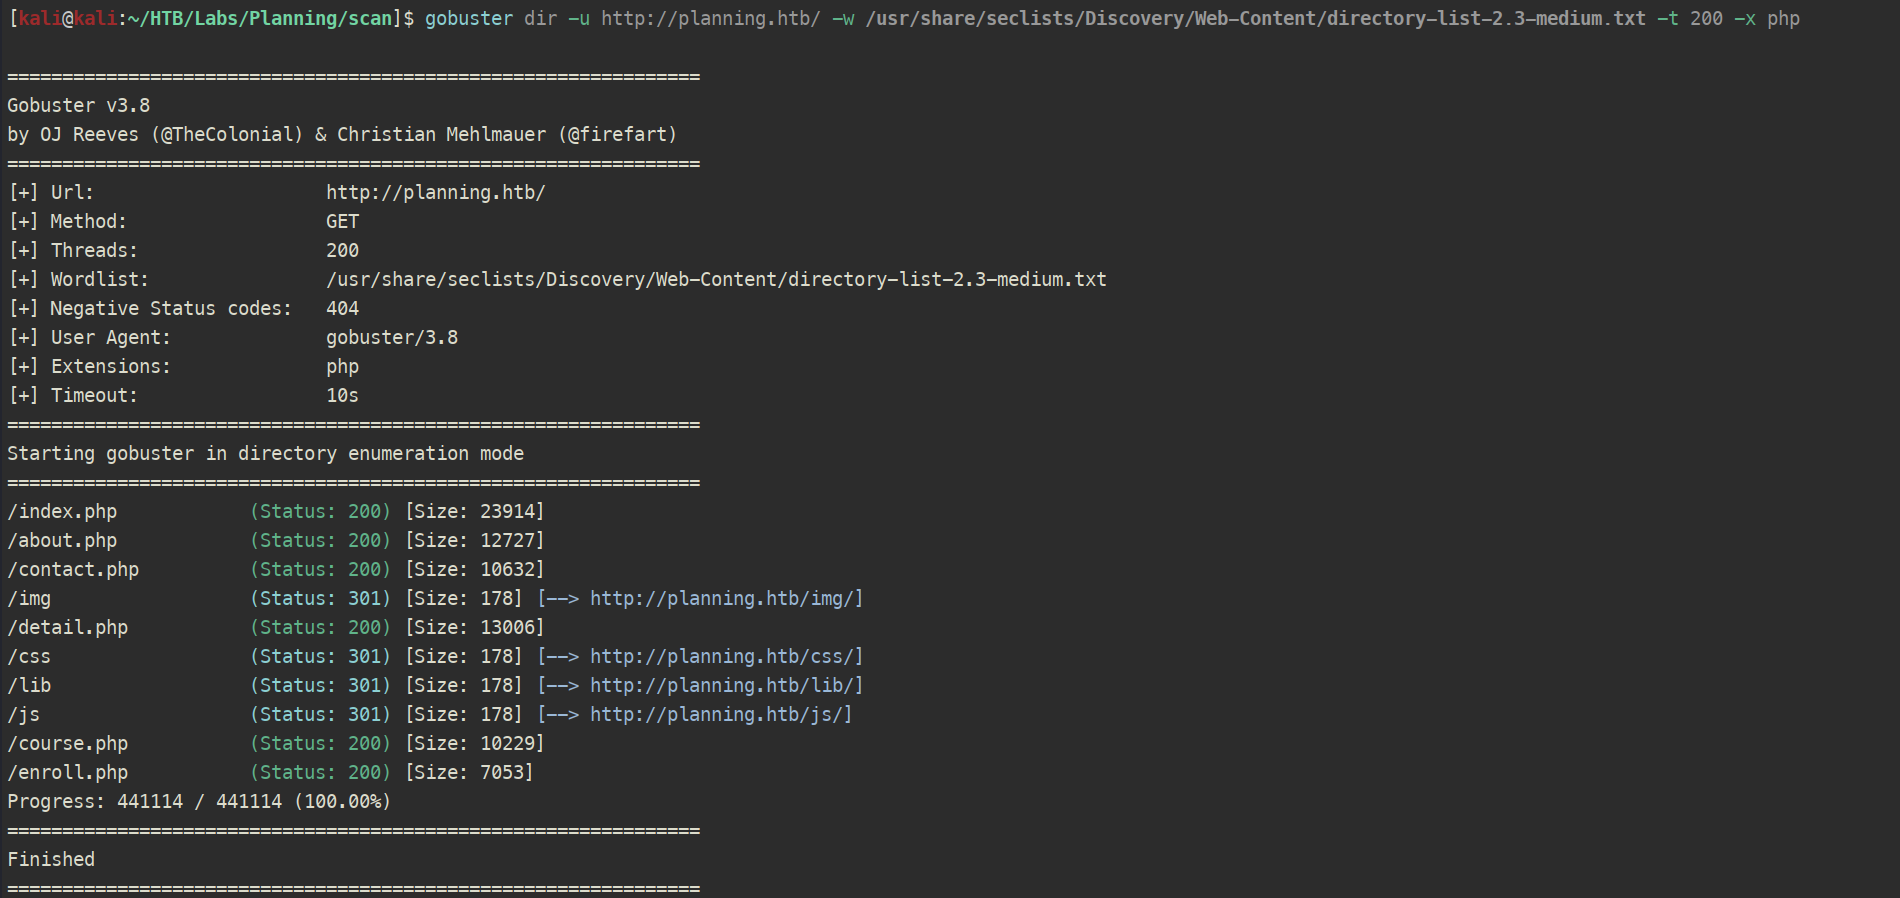 [kali@kali:~/HTB/Labs/Planning/scan]$ gobuster dir -u http://planning.htb/ -w /usr/share/seclists/Discovery/Web-Content/directory-list-2.3-medium.txt -t 200 -x php
===============================================================
Gobuster v3.8
by OJ Reeves (@TheColonial) & Christian Mehlmauer (@firefart)
===============================================================
[+] Url:                     http://planning.htb/
[+] Method:                  GET
[+] Threads:                 200
[+] Wordlist:                /usr/share/seclists/Discovery/Web-Content/directory-list-2.3-medium.txt
[+] Negative Status codes:   404
[+] User Agent:              gobuster/3.8
[+] Extensions:              php
[+] Timeout:                 10s
===============================================================
Starting gobuster in directory enumeration mode
===============================================================
/index.php            (Status: 200) [Size: 23914]
/about.php            (Status: 200) [Size: 12727]
/contact.php          (Status: 200) [Size: 10632]
/img                  (Status: 301) [Size: 178] [--> http://planning.htb/img/]
/detail.php           (Status: 200) [Size: 13006]
/css                  (Status: 301) [Size: 178] [--> http://planning.htb/css/]
/lib                  (Status: 301) [Size: 178] [--> http://planning.htb/lib/]
/js                   (Status: 301) [Size: 178] [--> http://planning.htb/js/]
/course.php           (Status: 200) [Size: 10229]
/enroll.php           (Status: 200) [Size: 7053]
Progress: 441114 / 441114 (100.00%)
===============================================================
Finished
===============================================================